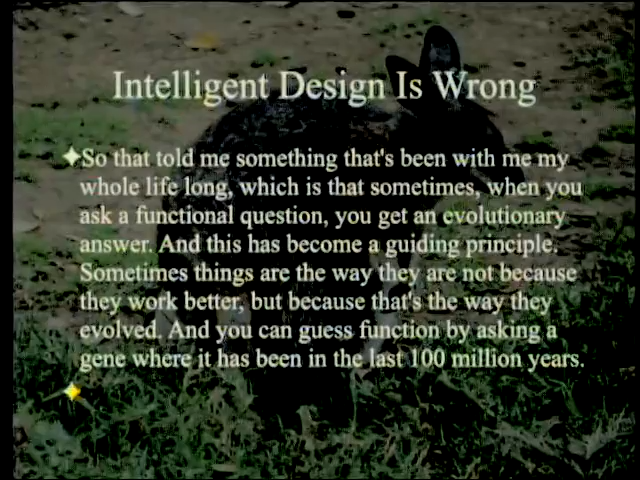 Intelligent Design Is Wrong
So that told me something that's been with me my
whole life long, which is that sometimes, when you
ask a functional question, you get an evolutionary
answer. And this has become a guiding principle.
Sometimes things are the way they are not because
they work better, but because that's the way they
evolved. And you can guess function by asking a
gene where it has been in the last 100 million years.